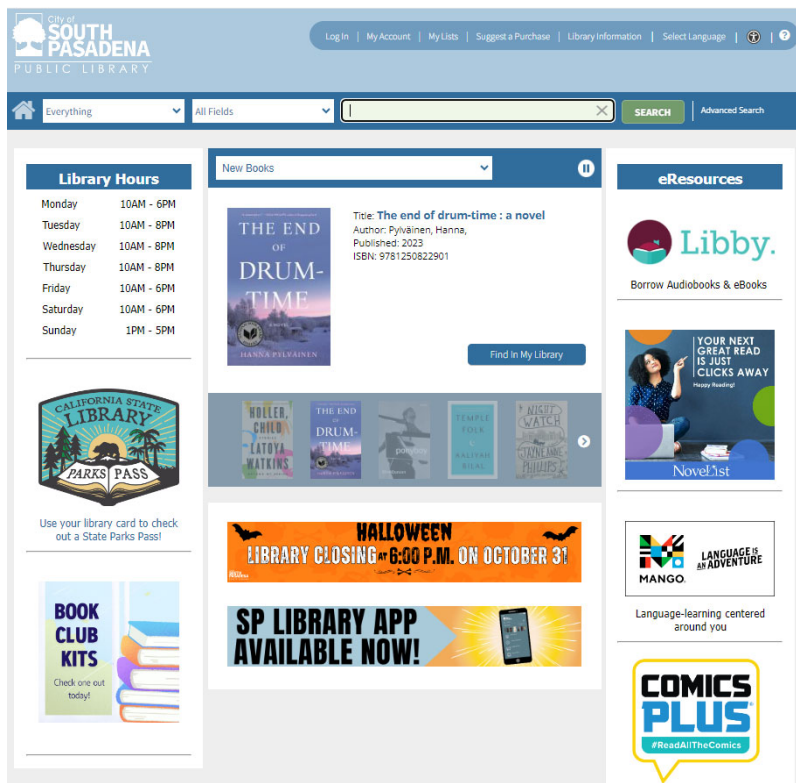 City of
SOUTH
PASADENA
PUBLIC LIBRARY
Log In | My Account | My Lists | Suggest a Purchase | Library Information | Select Language | | ?
Everything
All Fields
SEARCH
Advanced Search
Library Hours
Monday 10AM - 6PM
Tuesday 10AM - 8PM
Wednesday 10AM - 8PM
Thursday 10AM - 8PM
Friday 10AM - 6PM
Saturday 10AM - 6PM
Sunday 1PM - 5PM
CALIFORNIA STATE
LIBRARY
PARKS PASS
Use your library card to check
out a State Parks Pass!
BOOK
CLUB
KITS
Check one out
today!
New Books
THE END
OF
DRUM-
TIME
A NOVEL
HANNA PYLVÄINEN
Title: The end of drum-time : a novel
Author: Pylväinen, Hanna,
Published: 2023
ISBN: 9781250822901
Find In My Library
HOLLER,
CHILD
LATOYA
WATKINS
THE END
OF
DRUM-
TIME
ponyboy
TEMPLE
FOLK
AALIYAH
BILAL
NIGHT
WATCH
JAYNE ANNE
PHILLIPS
HALLOWEEN
LIBRARY CLOSING AT 6:00 P.M. ON OCTOBER 31
SP LIBRARY APP
AVAILABLE NOW!
eResources
Libby.
Borrow Audiobooks & eBooks
YOUR NEXT
GREAT READ
IS JUST
CLICKS AWAY
Happy Reading!
NoveList
MANGO
LANGUAGE IS
AN ADVENTURE
Language-learning centered
around you
COMICS
PLUS
#ReadAllTheComics